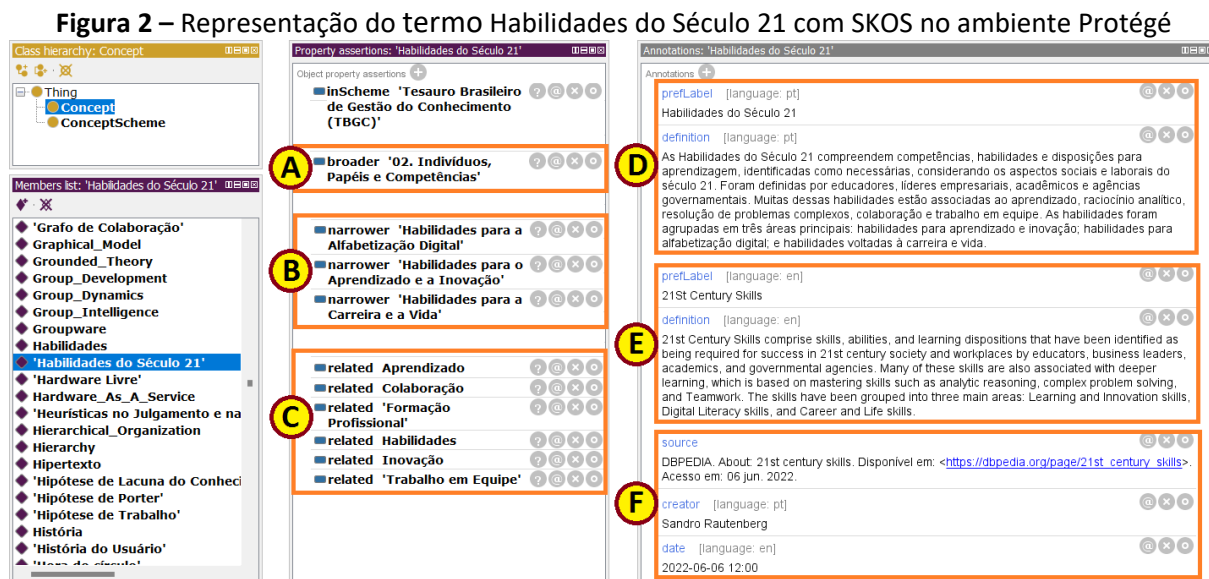 Figura 2 – Representação do termo Habilidades do Século 21 com SKOS no ambiente Protégé
Class hierarchy: Concept
Thing
Concept
ConceptScheme
Members list: 'Habilidades do Século 21'
'Grafo de Colaboração'
Graphical_Model
Grounded_Theory
Group_Development
Group_Dynamics
Group_Intelligence
Groupware
Habilidades
'Habilidades do Século 21'
'Hardware Livre'
Hardware_As_A_Service
'Heurísticas no Julgamento e na
Hierarchical_Organization
Hierarchy
Hipertexto
'Hipótese de Lacuna do Conheci
'Hipótese de Porter'
'Hipótese de Trabalho'
História
'História do Usuário'
'Hora do círculo'
Property assertions: 'Habilidades do Século 21'
Object property assertions
inScheme 'Tesauro Brasileiro
de Gestão do Conhecimento
(TBGC)'
A
broader '02. Indivíduos,
Papéis e Competências'
B
narrower 'Habilidades para a
Alfabetização Digital'
narrower 'Habilidades para o
Aprendizado e a Inovação'
narrower 'Habilidades para a
Carreira e a Vida'
C
related Aprendizado
related Colaboração
related 'Formação
Profissional'
related Habilidades
related Inovação
related 'Trabalho em Equipe'
Annotations: 'Habilidades do Século 21'
Annotations
D
prefLabel [language: pt]
Habilidades do Século 21
definition [language: pt]
As Habilidades do Século 21 compreendem competências, habilidades e disposições para
aprendizagem, identificadas como necessárias, considerando os aspectos sociais e laborais do
século 21. Foram definidas por educadores, líderes empresariais, acadêmicos e agências
governamentais. Muitas dessas habilidades estão associadas ao aprendizado, raciocínio analítico,
resolução de problemas complexos, colaboração e trabalho em equipe. As habilidades foram
agrupadas em três áreas principais: habilidades para aprendizado e inovação; habilidades para
alfabetização digital; e habilidades voltadas à carreira e vida.
E
prefLabel [language: en]
21St Century Skills
definition [language: en]
21st Century Skills comprise skills, abilities, and learning dispositions that have been identified as
being required for success in 21st century society and workplaces by educators, business leaders,
academics, and governmental agencies. Many of these skills are also associated with deeper
learning, which is based on mastering skills such as analytic reasoning, complex problem solving,
and Teamwork. The skills have been grouped into three main areas: Learning and Innovation skills,
Digital Literacy skills, and Career and Life skills.
F
source
DBPEDIA. About: 21st century skills. Disponível em: <https://dbpedia.org/page/21st_century_skills>.
Acesso em: 06 jun. 2022.
creator [language: pt]
Sandro Rautenberg
date [language: en]
2022-06-06 12:00